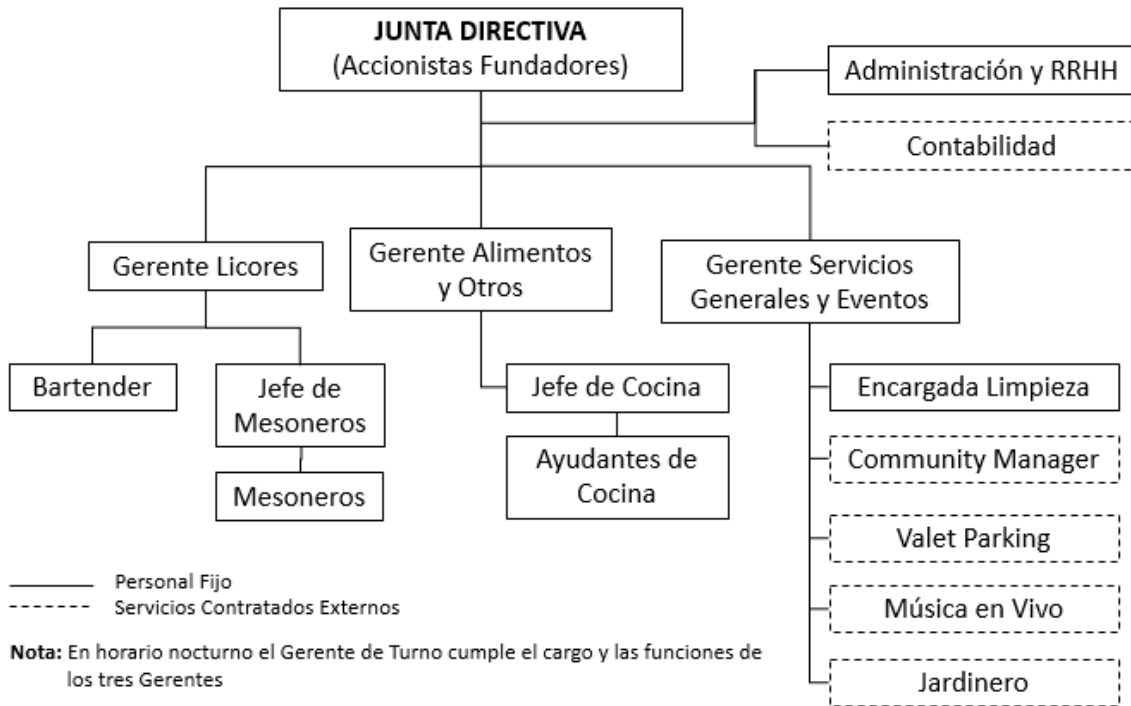 JUNTA DIRECTIVA
(Accionistas Fundadores)
Administración y RRHH
Contabilidad
Gerente Licores
Gerente Alimentos
y Otros
Gerente Servicios
Generales y Eventos
Bartender
Jefe de
Mesoneros
Mesoneros
Jefe de Cocina
Ayudantes de
Cocina
Encargada Limpieza
Community Manager
Valet Parking
Música en Vivo
Jardinero
Personal Fijo
Servicios Contratados Externos
Nota: En horario nocturno el Gerente de Turno cumple el cargo y las funciones de
los tres Gerentes